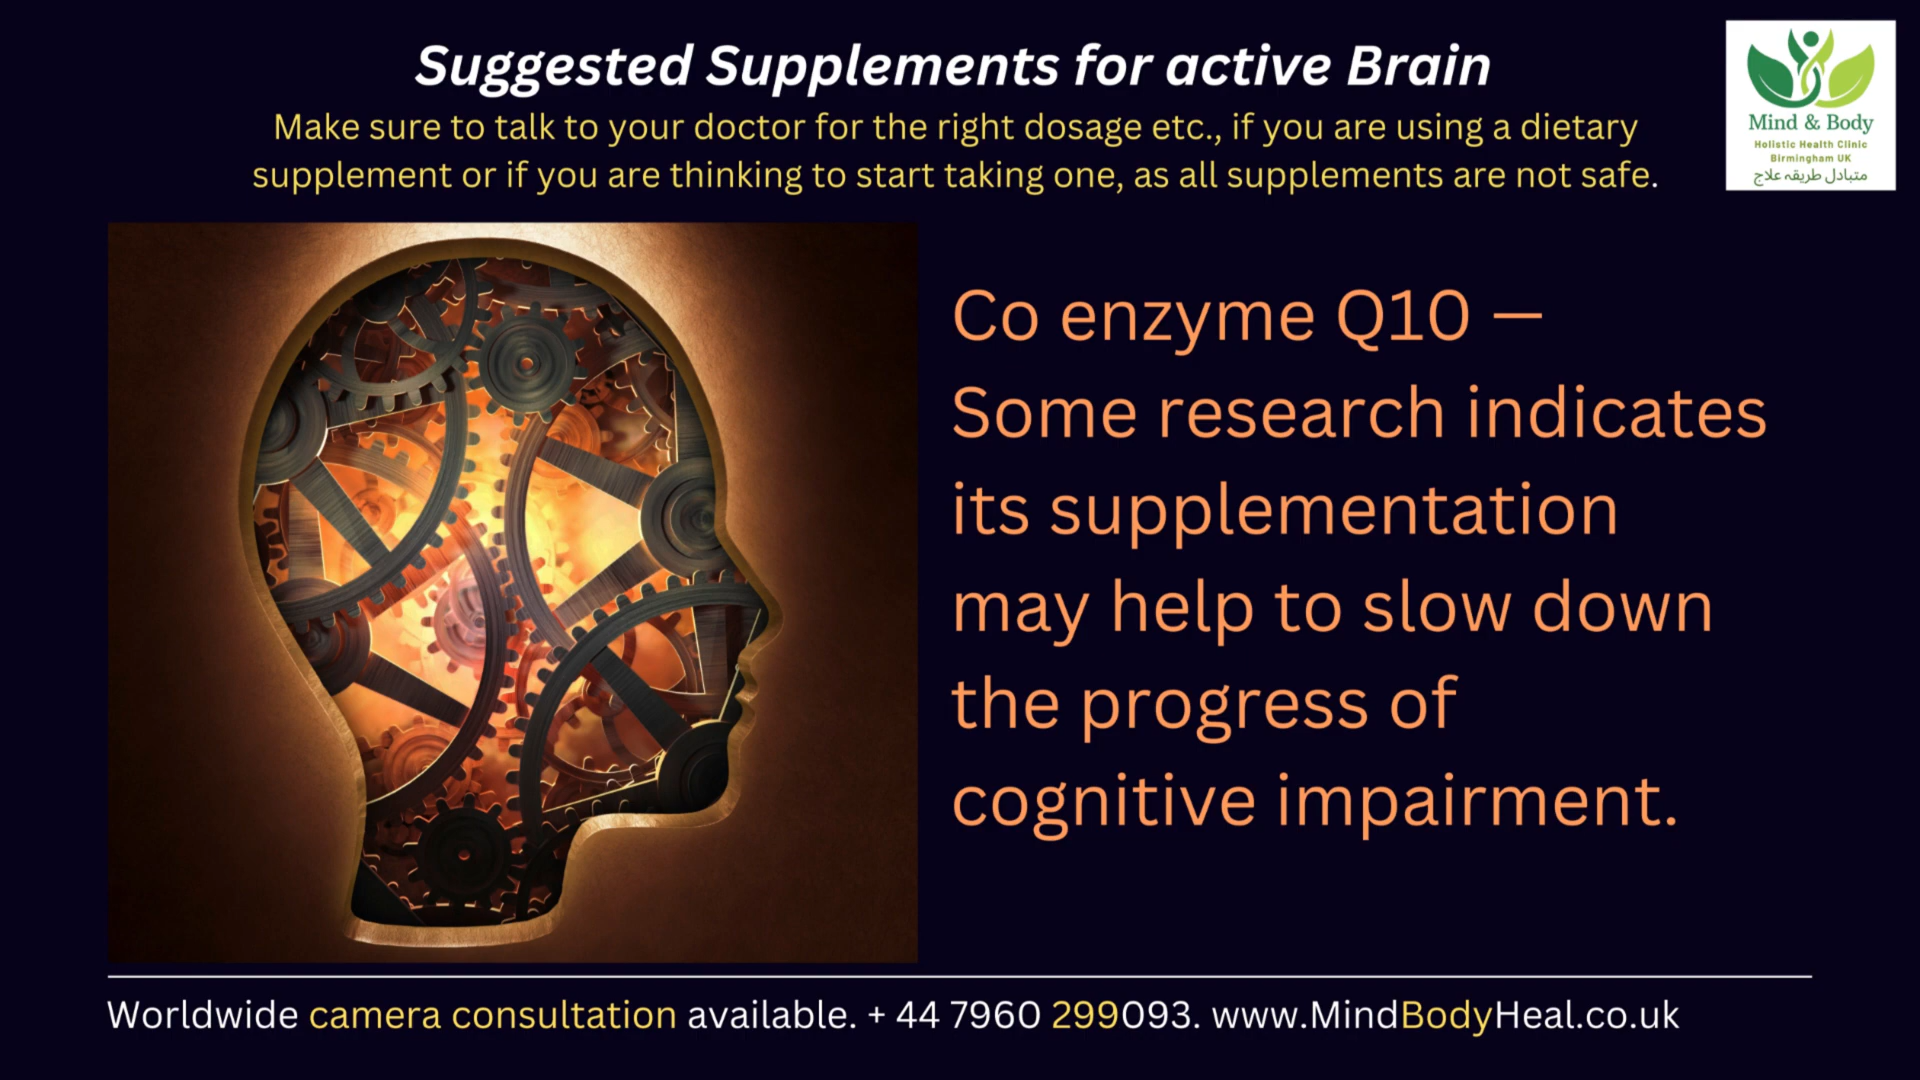 Suggested Supplements for active Brain
Make sure to talk to your doctor for the right dosage etc., if you are using a dietary
supplement or if you are thinking to start taking one, as all supplements are not safe.
Mind & Body
Holistic Health Clinic
Birmingham UK
متبادل طریقہ علاج
Co enzyme Q10 —
Some research indicates
its supplementation
may help to slow down
the progress of
cognitive impairment.
Worldwide camera consultation available. + 44 7960 299093. www.MindBodyHeal.co.uk